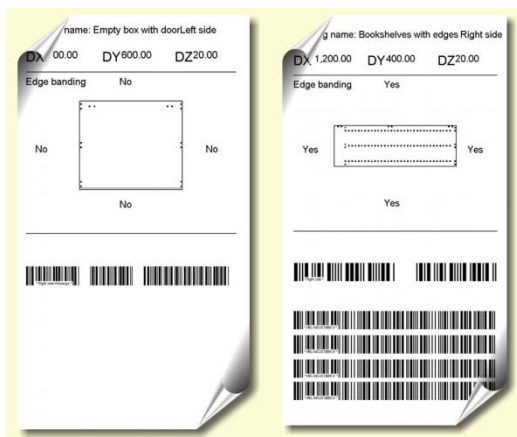 name: Empty box with doorLeft side
DX 00.00 DY600.00 DZ20.00
Edge banding No
No No
No
g name: Bookshelves with edges Right side
DX 1,200.00 DY400.00 DZ20.00
Edge banding Yes
Yes Yes
Yes